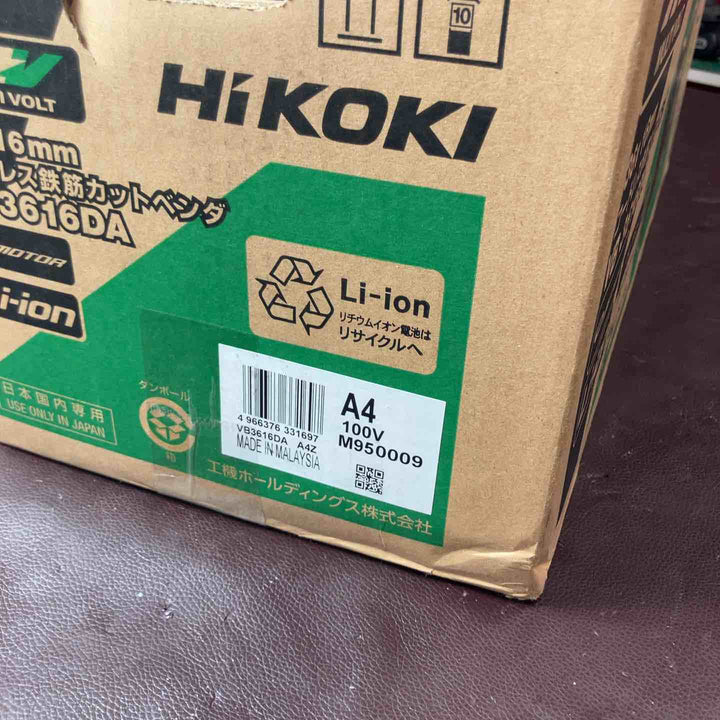 10
HiKOKI
VOLT
16mm
レス鉄筋カットベンダ
3616DA
MOTOR
i-ion
Li-ion
リチウムイオン電池は
リサイクルへ
日本国内専用
USE ONLY IN JAPAN
ダンボール
4 966376 331697
VB3616DA A4Z
MADE IN MALAYSIA
A4
100V
M950009
工機ホールディングス株式会社